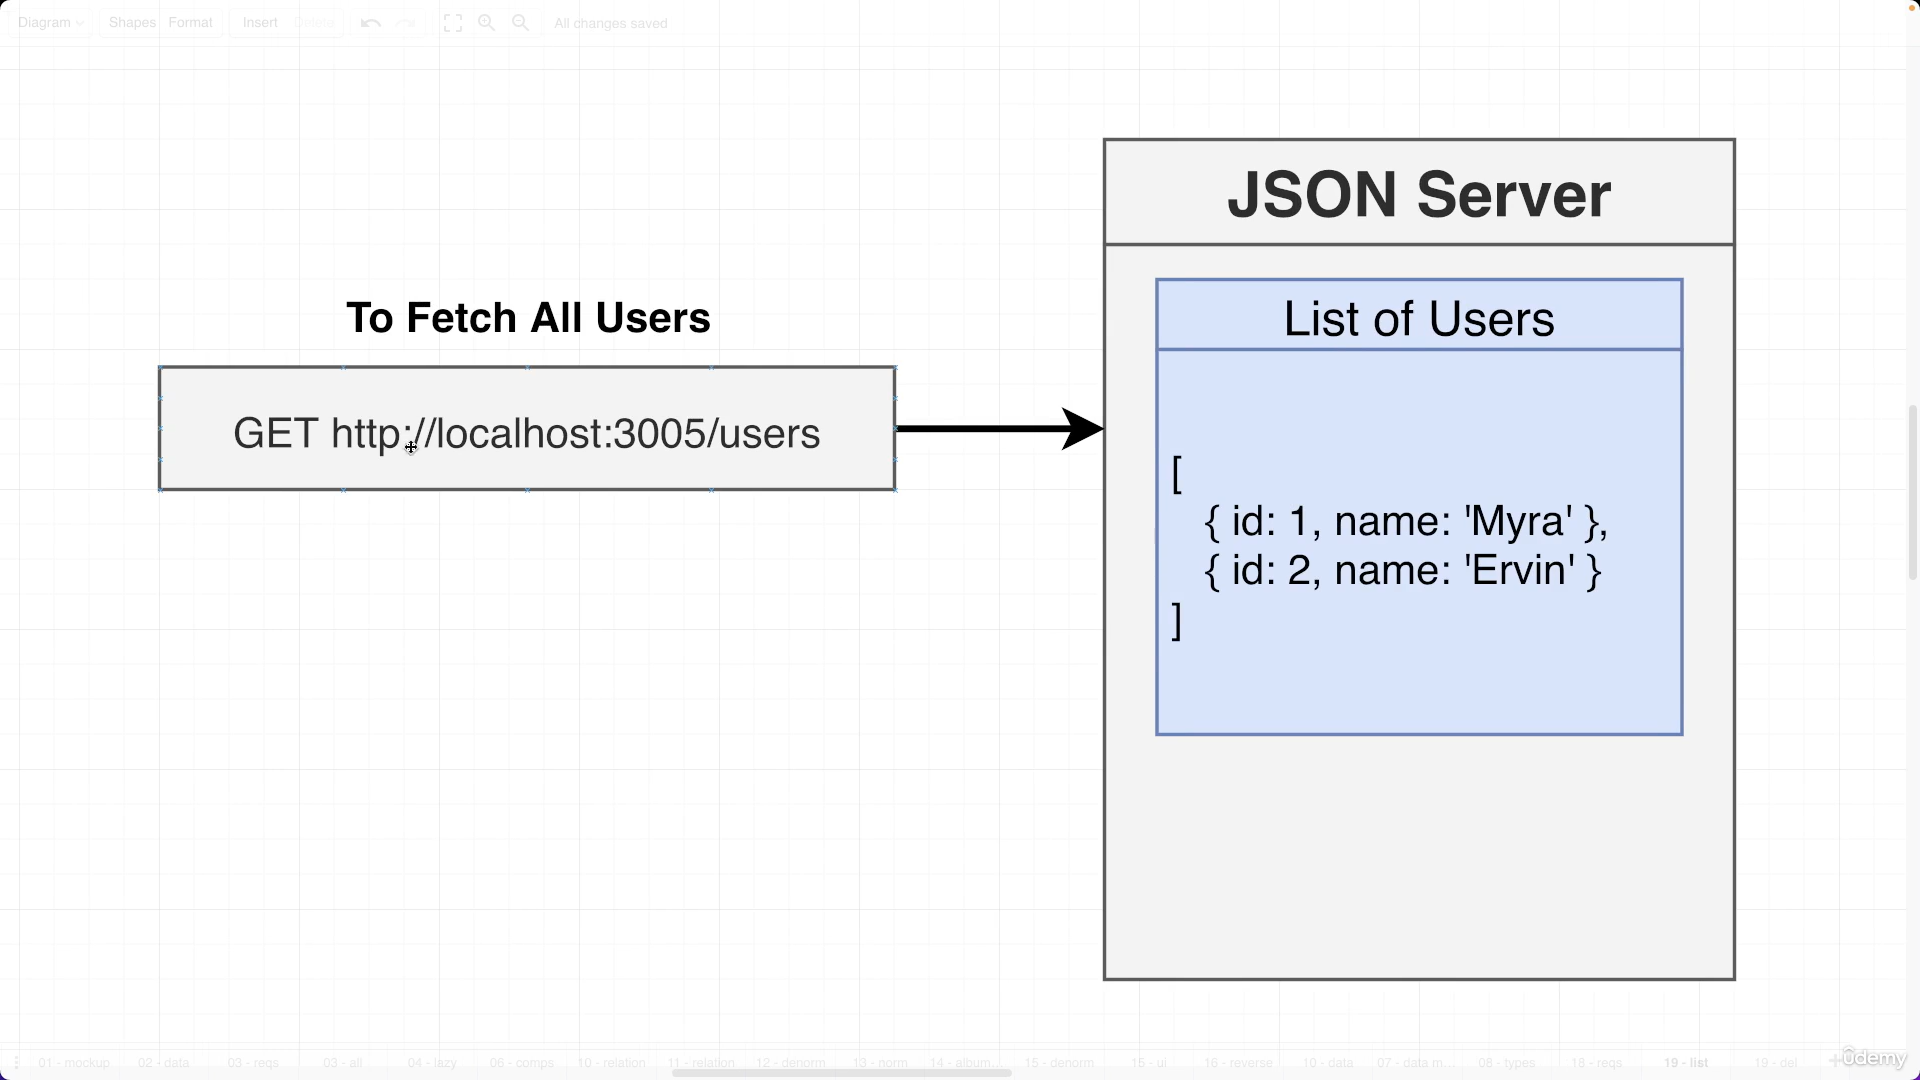 Diagram
Shapes
Format
Insert
Delete
All changes saved
JSON Server
To Fetch All Users
List of Users
GET http://localhost:3005/users
[
{ id: 1, name: 'Myra' },
{ id: 2, name: 'Ervin' }
]
01 - mockup
02 - data
03 - reqs
03 - all
04 - lazy
06 - comps
10 - relation
11 - relation
12 - denorm
13 - norm
14 - album...
15 - denorm
15 - ui
16 - reverse
10 - data
07 - data m...
08 - types
18 - reqs
19 - list
19 - del
ûdemy